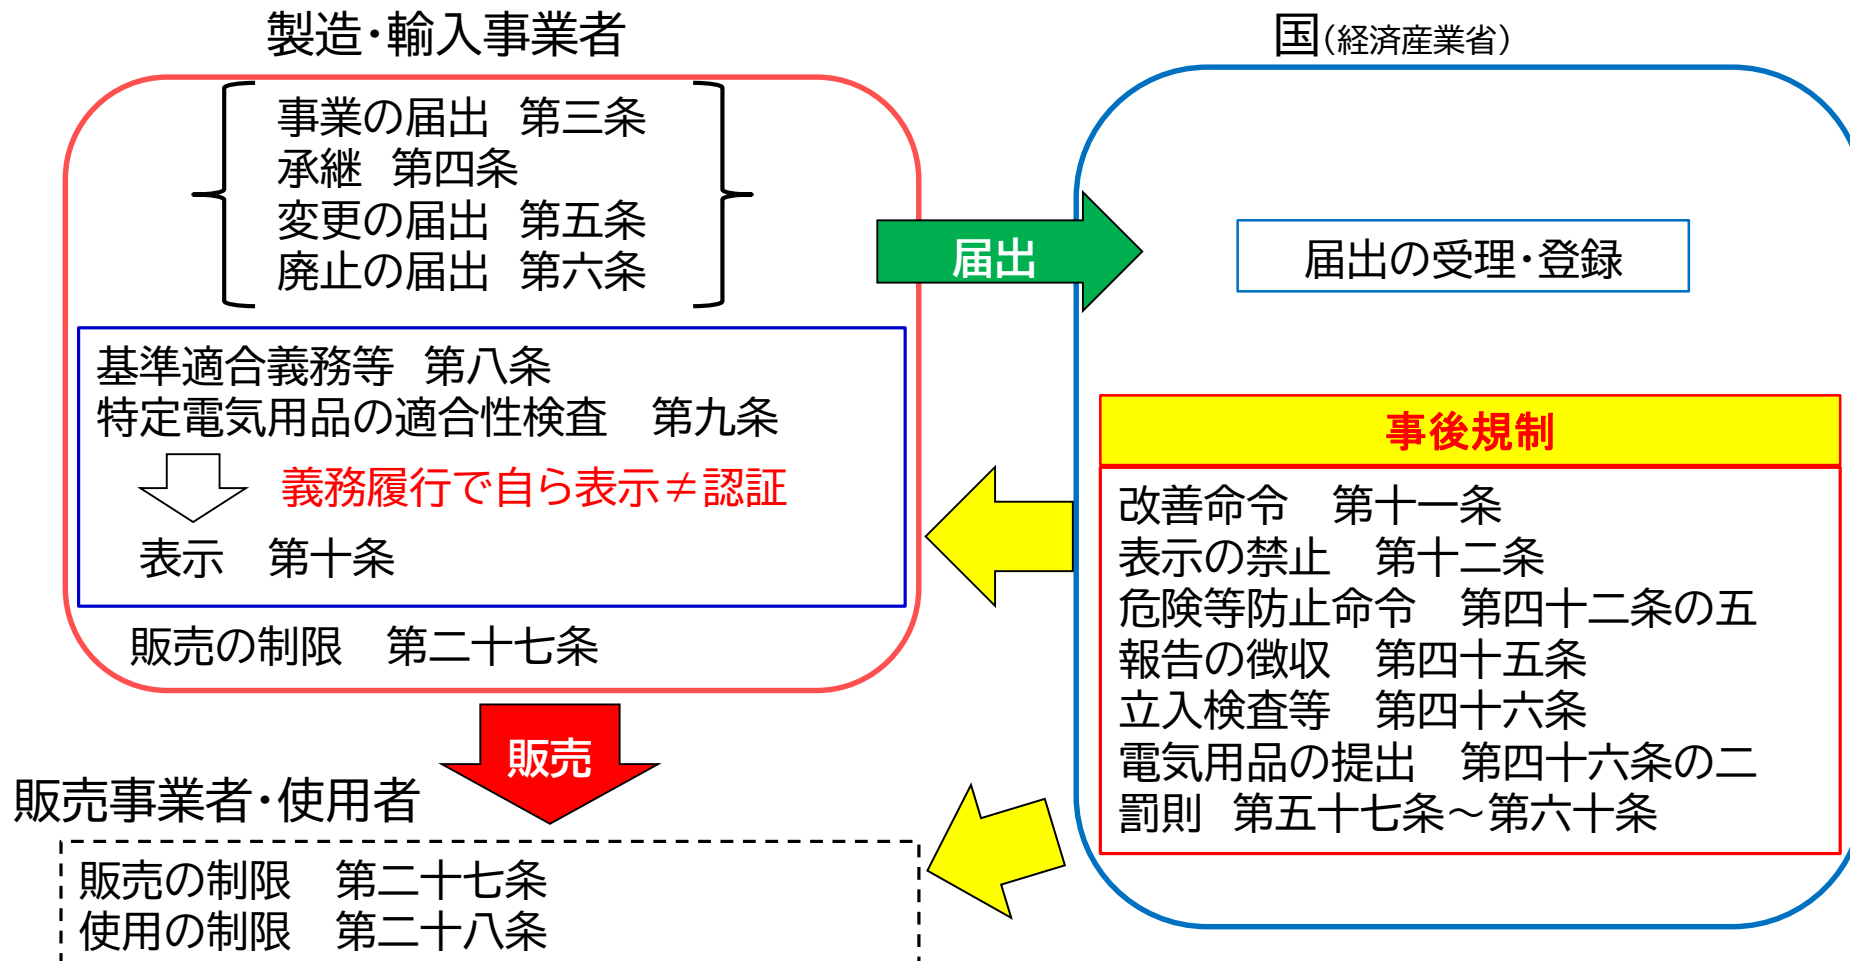 製造・輸入事業者
事業の届出 第三条
承継 第四条
変更の届出 第五条
廃止の届出 第六条
基準適合義務等 第八条
特定電気用品の適合性検査 第九条
義務履行で自ら表示≠認証
表示 第十条
販売の制限 第二十七条
届出
国(経済産業省)
届出の受理・登録
事後規制
改善命令 第十一条
表示の禁止 第十二条
危険等防止命令 第四十二条の五
報告の徴収 第四十五条
立入検査等 第四十六条
電気用品の提出 第四十六条の二
罰則 第五十七条～第六十条
販売
販売事業者・使用者
販売の制限 第二十七条
使用の制限 第二十八条